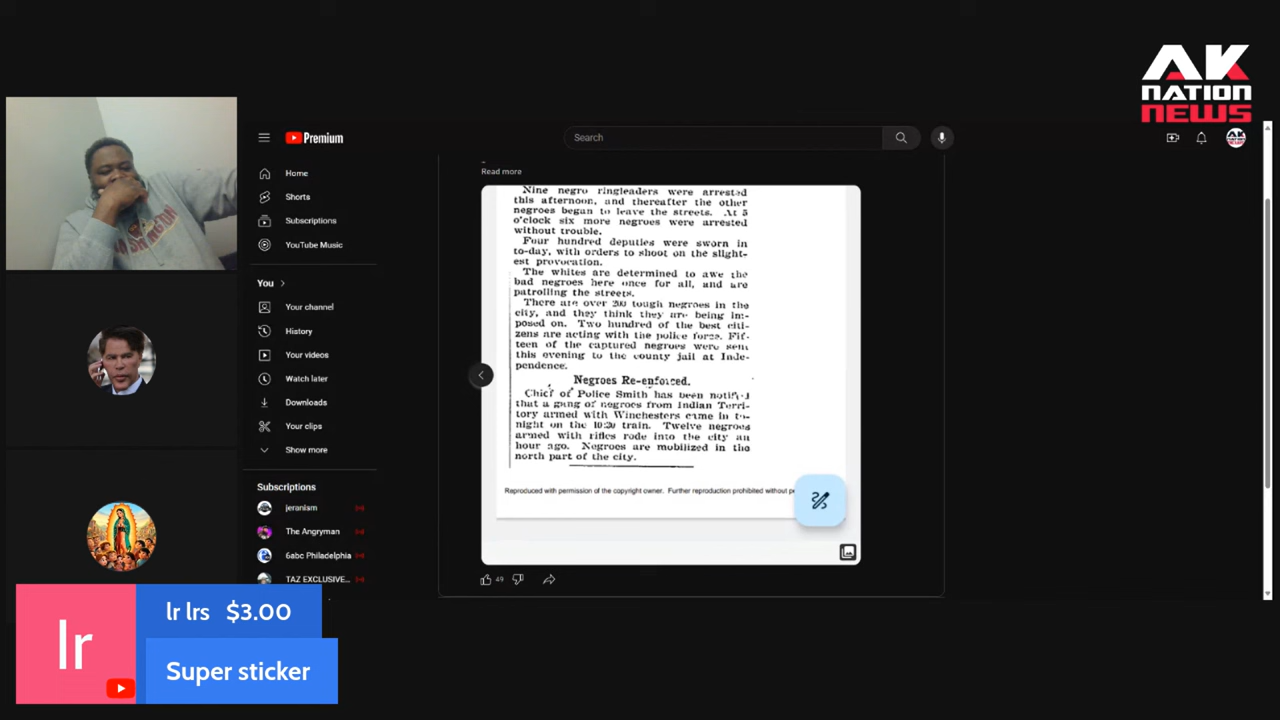 AK
NATION
NEWS
Premium
Search
Home
Shorts
Subscriptions
YouTube Music
You
Your channel
History
Your videos
Watch later
Downloads
Your clips
Show more
Subscriptions
jeranism
The Angryman
6abc Philadelphia
TAZ EXCLUSIVE...
Read more
Nine negro ringleaders were arrested
this afternoon, and thereafter the other
negroes began to leave the streets. At 5
o'clock six more negroes were arrested
without trouble.
Four hundred deputies were sworn in
to-day, with orders to shoot on the slight-
est provocation.
The whites are determined to awe the
bad negroes here once for all, and are
patrolling the streets.
There are over 200 tough negroes in the
city, and they think they are being im-
posed on. Two hundred of the best citi-
zens are acting with the police force. Fif-
teen of the captured negroes were sent
this evening to the county jail at Inde-
pendence.
Negroes Re-enforced.
Chief of Police Smith has been notified
that a gang of negroes from Indian Terri-
tory armed with Winchesters came in to-
night on the 10:20 train. Twelve negroes
armed with rifles rode into the city an
hour ago. Negroes are mobilized in the
north part of the city.
Reproduced with permission of the copyright owner. Further reproduction prohibited without
49
lr
lr lrs $3.00
Super sticker